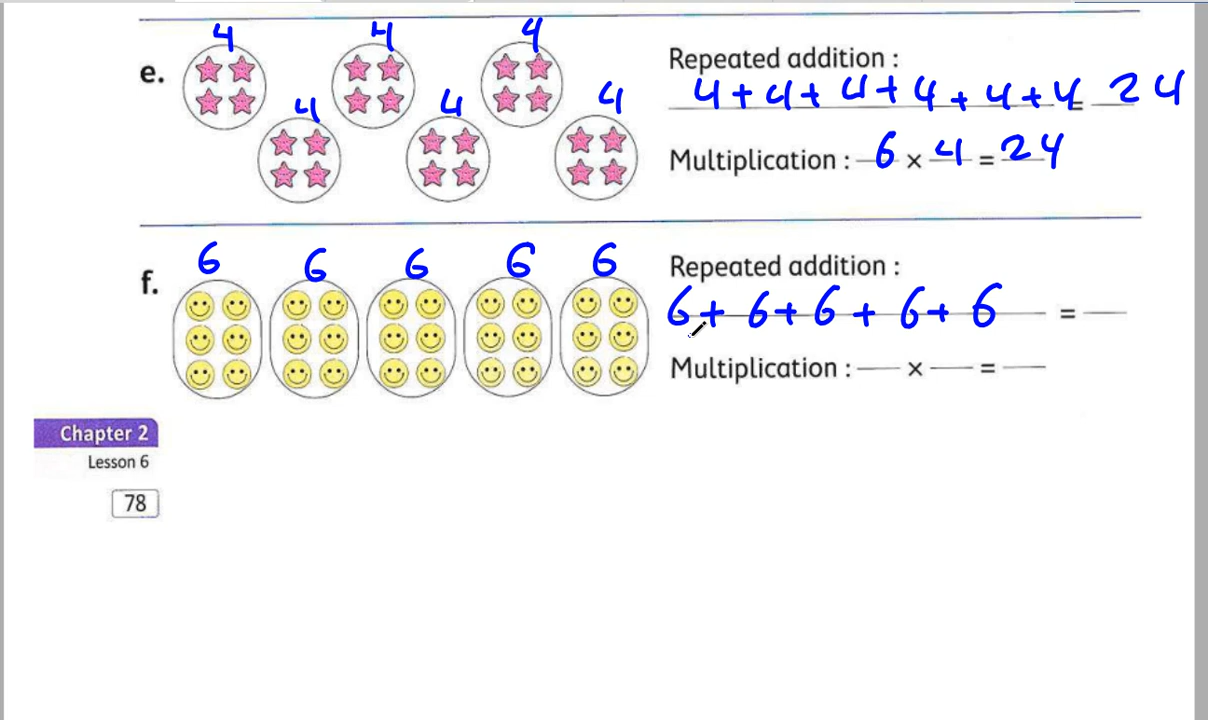 4 4 4
e.
4 4 4
Repeated addition :
4 + 4 + 4 + 4 + 4 + 4 = 24
Multiplication : 6 × 4 = 24
6 6 6 6 6
f.
Repeated addition :
6 + 6 + 6 + 6 + 6 =
Multiplication : × =
Chapter 2
Lesson 6
78